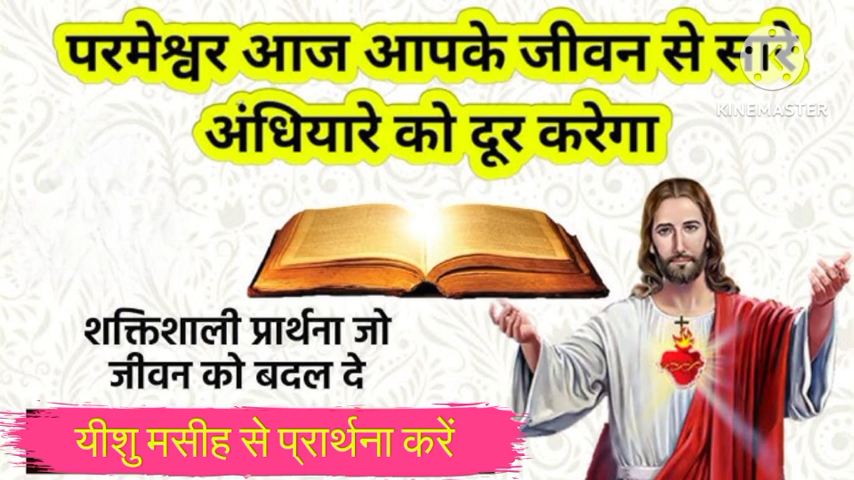 परमेश्वर आज आपके जीवन से सारे
KINEMASTER
अंधियारे को दूर करेगा
शक्तिशाली प्रार्थना जो
जीवन को बदल दे
यीशु मसीह से प्रार्थना करें